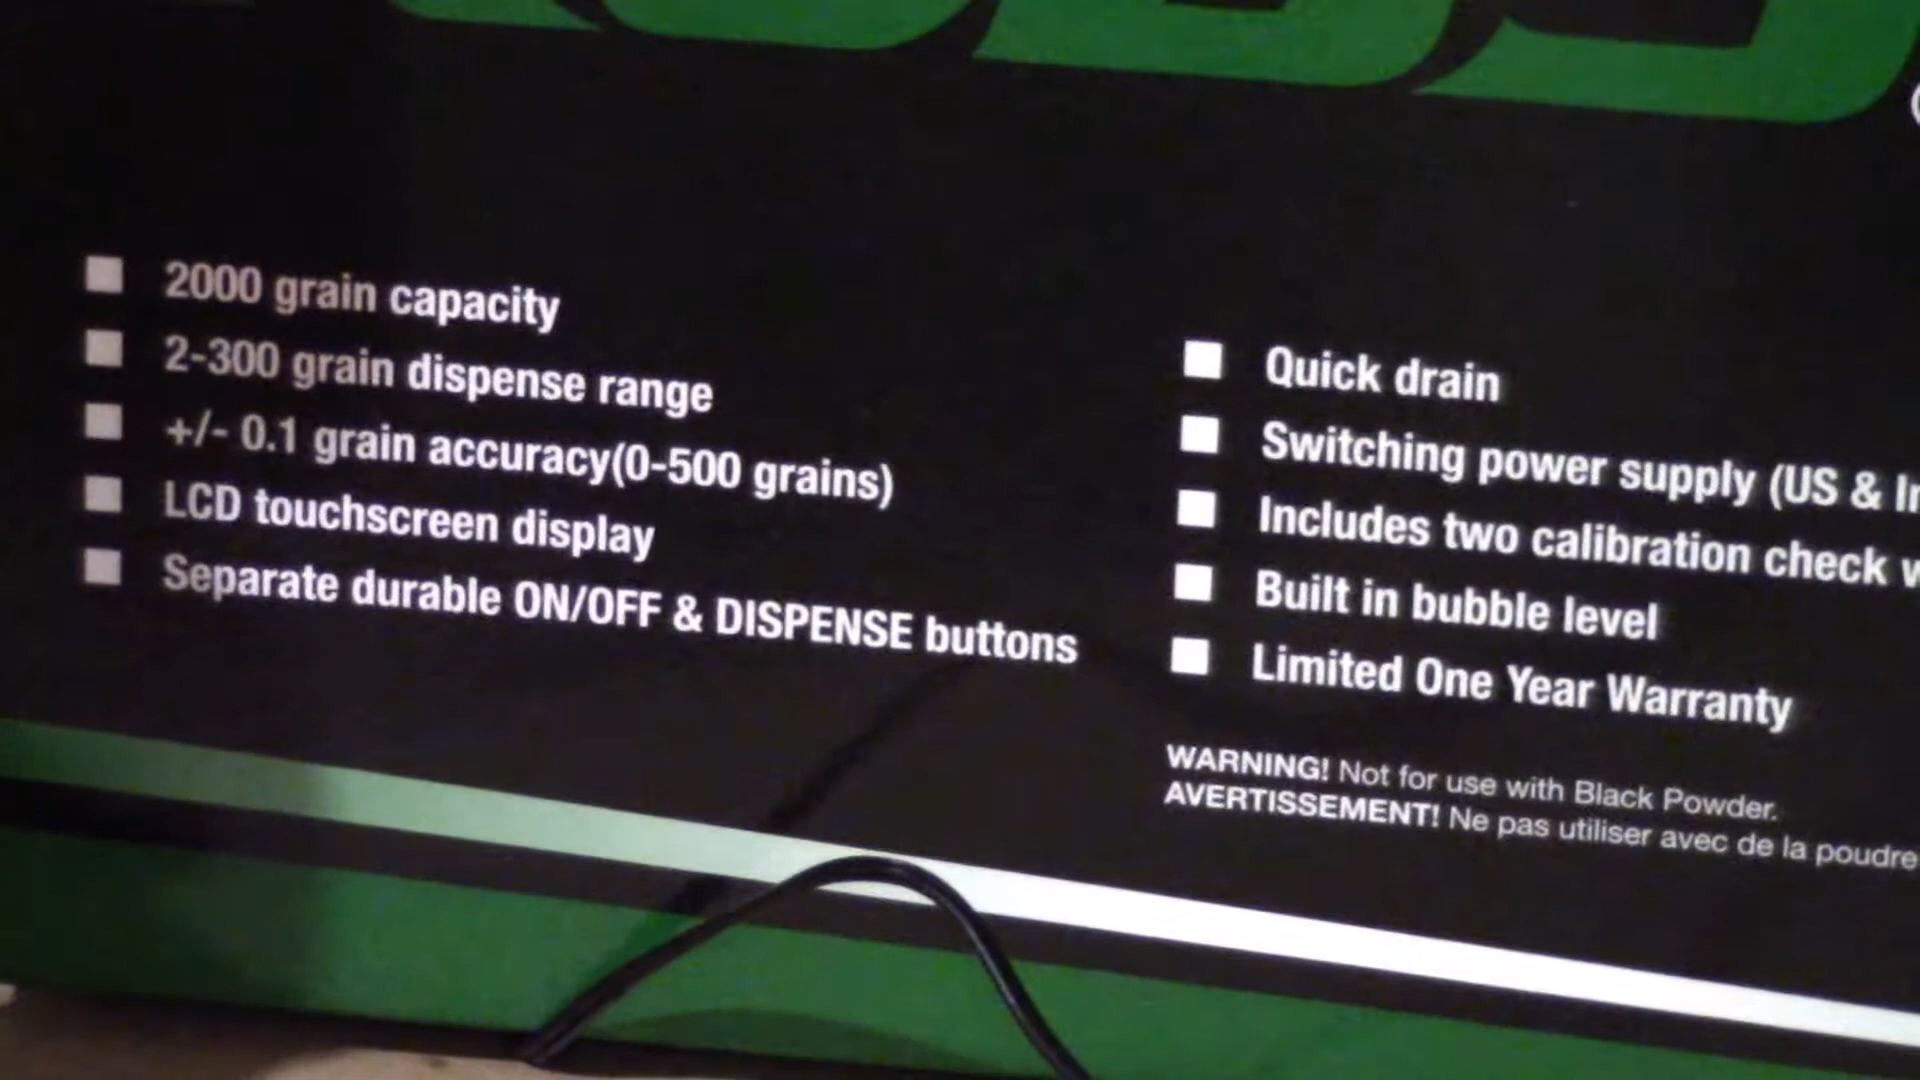 2000 grain capacity
2-300 grain dispense range
+/- 0.1 grain accuracy(0-500 grains)
LCD touchscreen display
Separate durable ON/OFF & DISPENSE buttons
Quick drain
Switching power supply (US &
Includes two calibration check
Built in bubble level
Limited One Year Warranty
WARNING! Not for use with Black Powder.
AVERTISSEMENT! Ne pas utiliser avec de la poudre